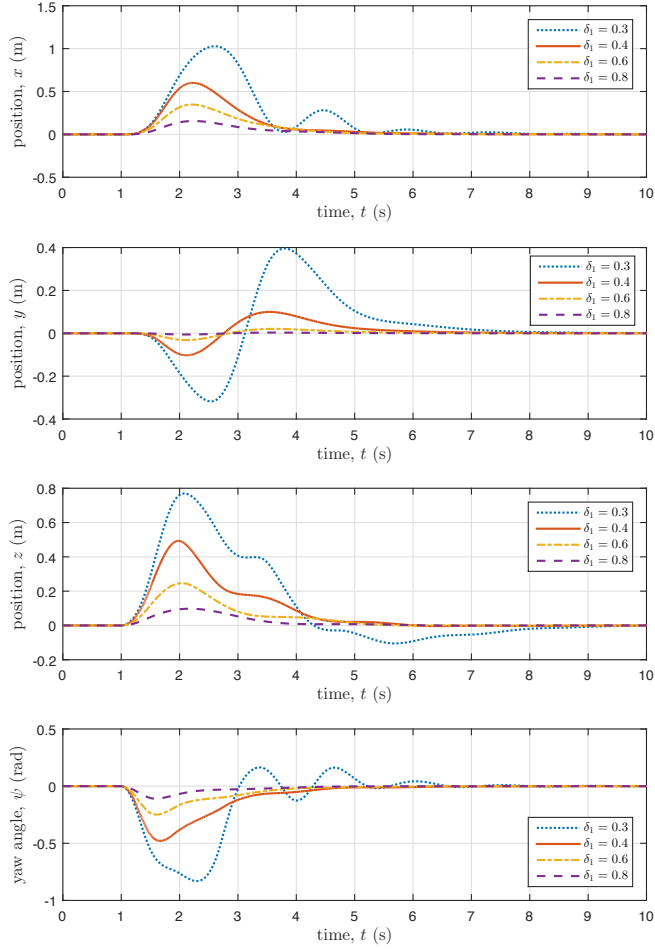 1.5
1
0.5
0
-0.5
position, x (m)
δ₁ = 0.3
δ₁ = 0.4
δ₁ = 0.6
δ₁ = 0.8
0 1 2 3 4 5 6 7 8 9 10
time, t (s)
0.4
0.2
0
-0.2
0.4
position, y (m)
δ₁ = 0.3
δ₁ = 0.4
δ₁ = 0.6
δ₁ = 0.8
0 1 2 3 4 5 6 7 8 9 10
time, t (s)
0.8
0.6
0.4
0.2
0
-0.2
position, z (m)
δ₁ = 0.3
δ₁ = 0.4
δ₁ = 0.6
δ₁ = 0.8
0 1 2 3 4 5 6 7 8 9 10
time, t (s)
0.5
0
-0.5
-1
yaw angle, ψ (rad)
δ₁ = 0.3
δ₁ = 0.4
δ₁ = 0.6
δ₁ = 0.8
0 1 2 3 4 5 6 7 8 9 10
time, t (s)